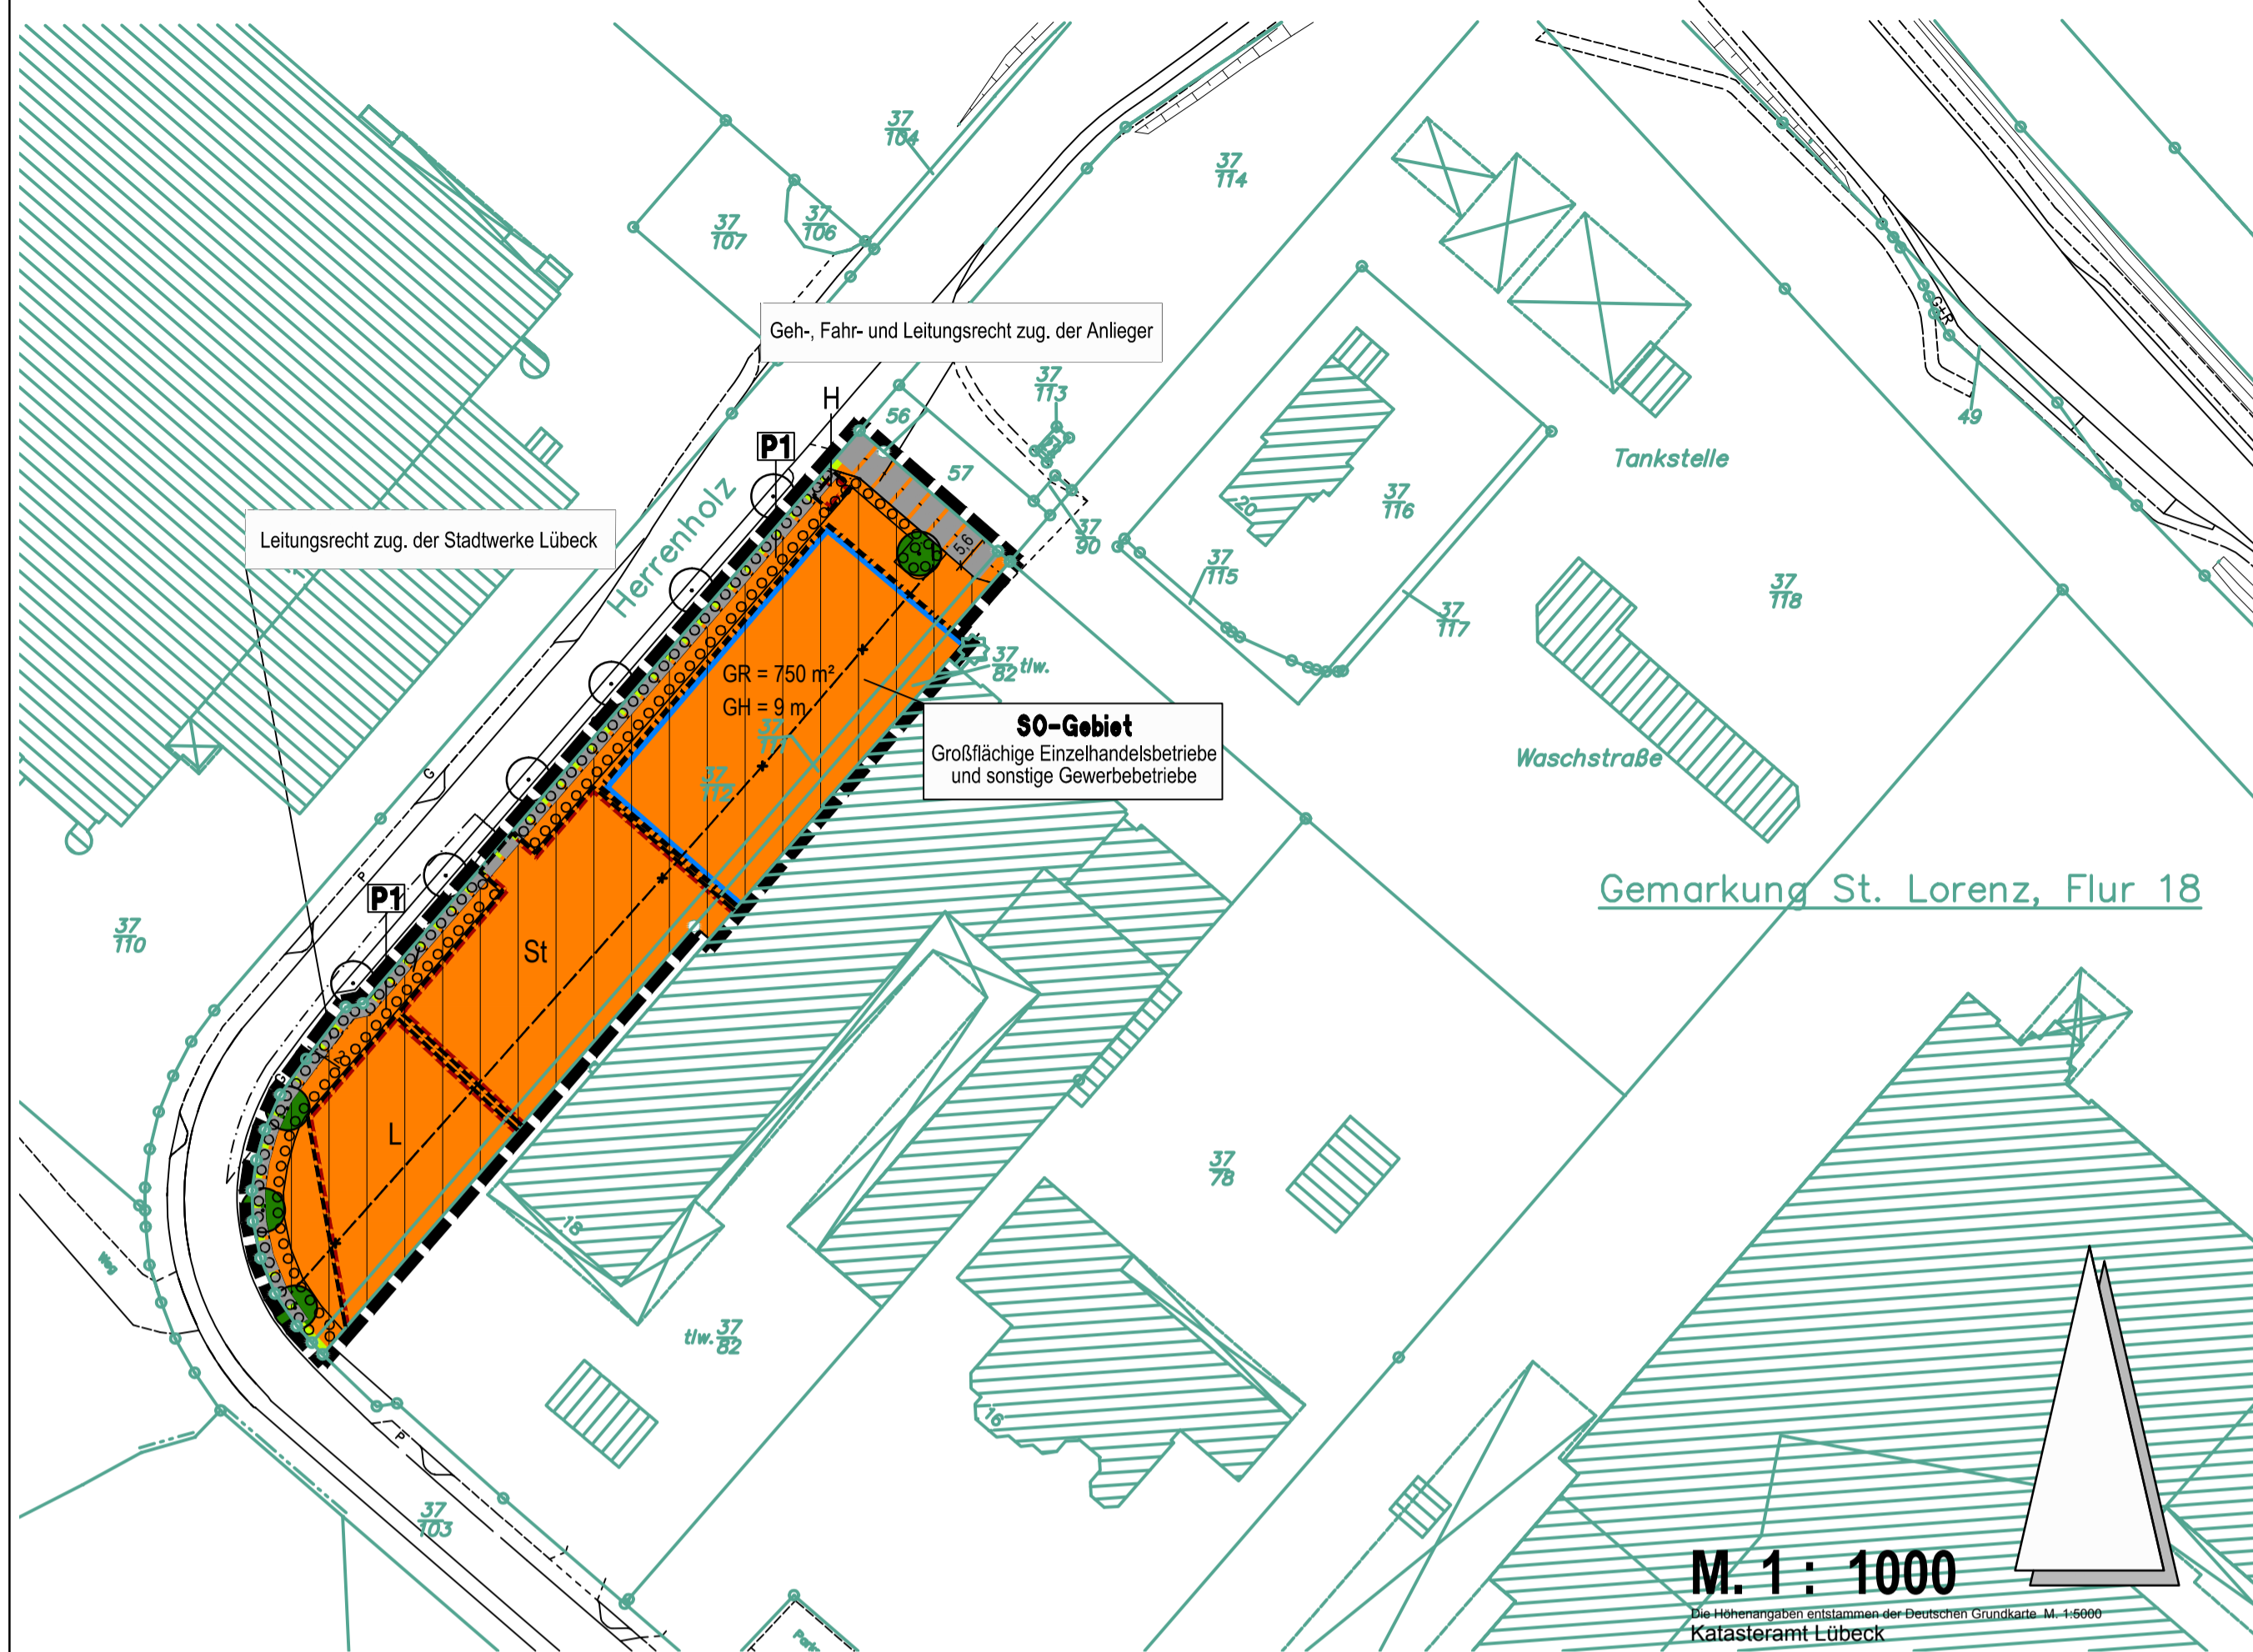 37
104
37
114
37
106
37
107
G+R
Geh-, Fahr- und Leitungsrecht zug. der Anlieger
37
113
H
49
56
P1
Tankstelle
57
37
116
20
Herrenholz
Leitungsrecht zug. der Stadtwerke Lübeck
37
90
5,6
37
115
37
118
37
117
37
82 tlw.
GR = 750 m²
GH = 9 m
SO-Gebiet
Großflächige Einzelhandelsbetriebe
und sonstige Gewerbebetriebe
37
111
Waschstraße
37
112
G
P
P1
Gemarkung St. Lorenz, Flur 18
37
110
St
G
L
37
78
18
Weg
tlw. 37
82
16
P
37
103
M. 1 : 1000
Die Höhenangaben entstammen der Deutschen Grundkarte M. 1:5000
Katasteramt Lübeck